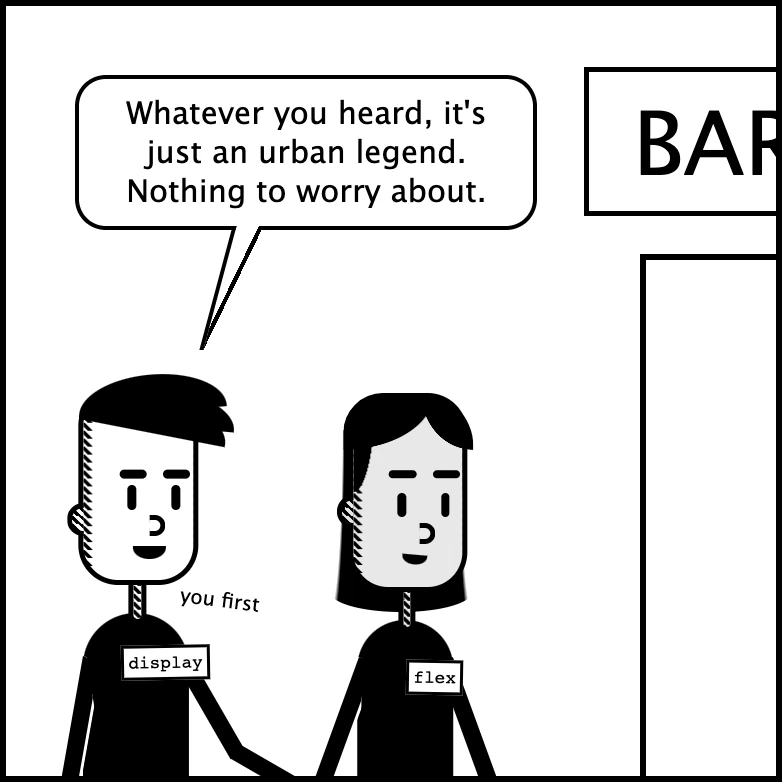 Whatever you heard, it's
just an urban legend.
Nothing to worry about.
BAR
you first
display
flex